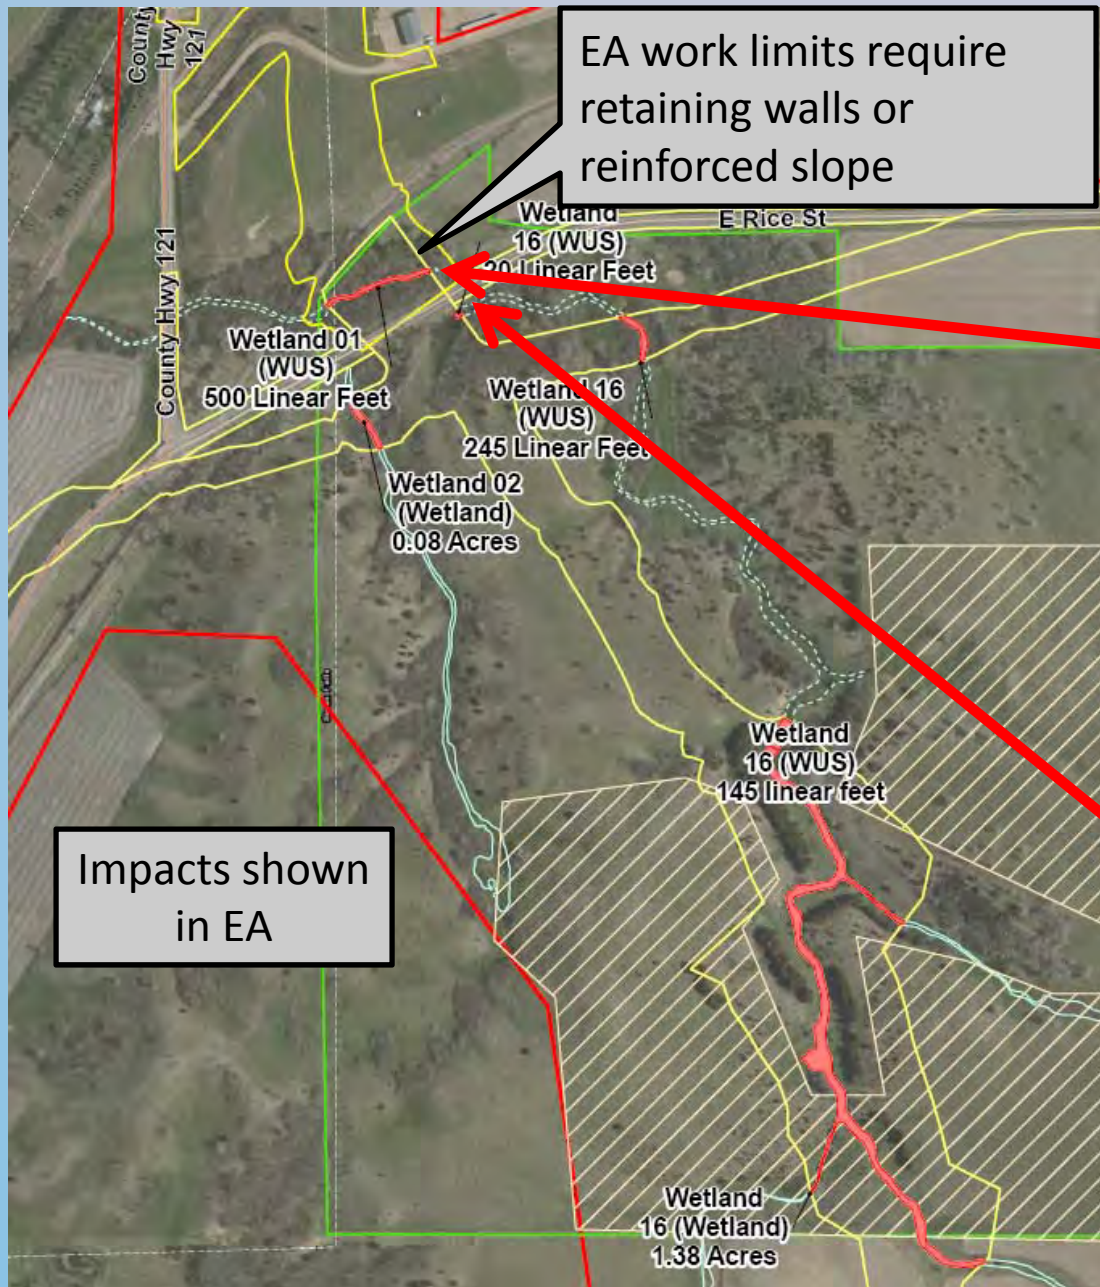 County
Hwy
121
EA work limits require
retaining walls or
reinforced slope
Wetland
16 (WUS)
20 Linear Feet
E Rice St
County Hwy 121
Wetland 01
(WUS)
500 Linear Feet
Wetland 16
(WUS)
245 Linear Feet
Wetland 02
(Wetland)
0.08 Acres
Wetland
16 (WUS)
145 linear feet
Impacts shown
in EA
Wetland
16 (Wetland)
1.38 Acres